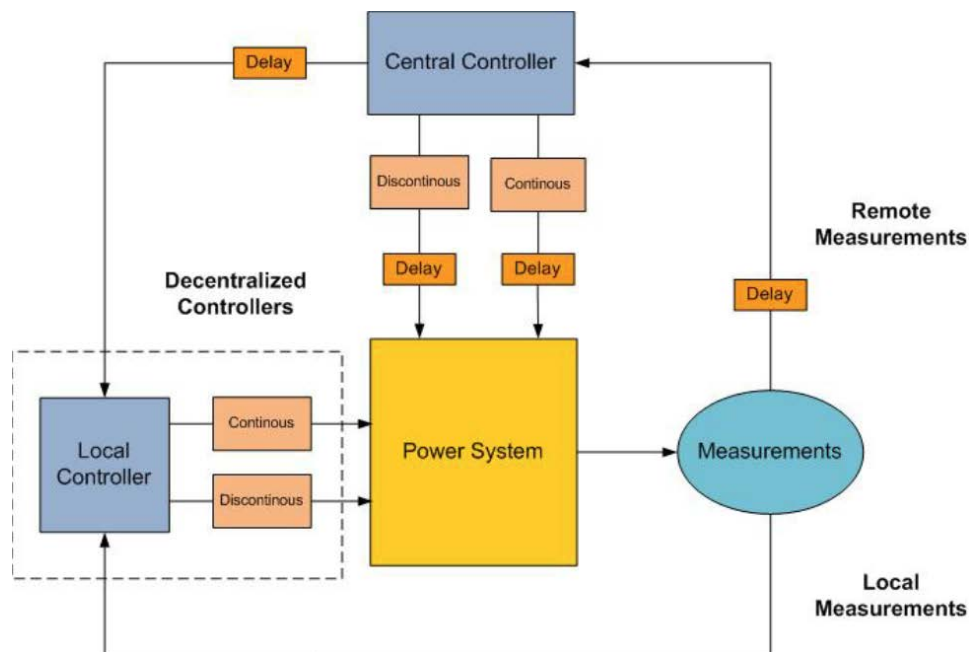 Delay
Central Controller
Discontinous
Continous
Remote
Measurements
Delay
Delay
Delay
Decentralized
Controllers
Local
Controller
Continous
Discontinous
Power System
Measurements
Local
Measurements